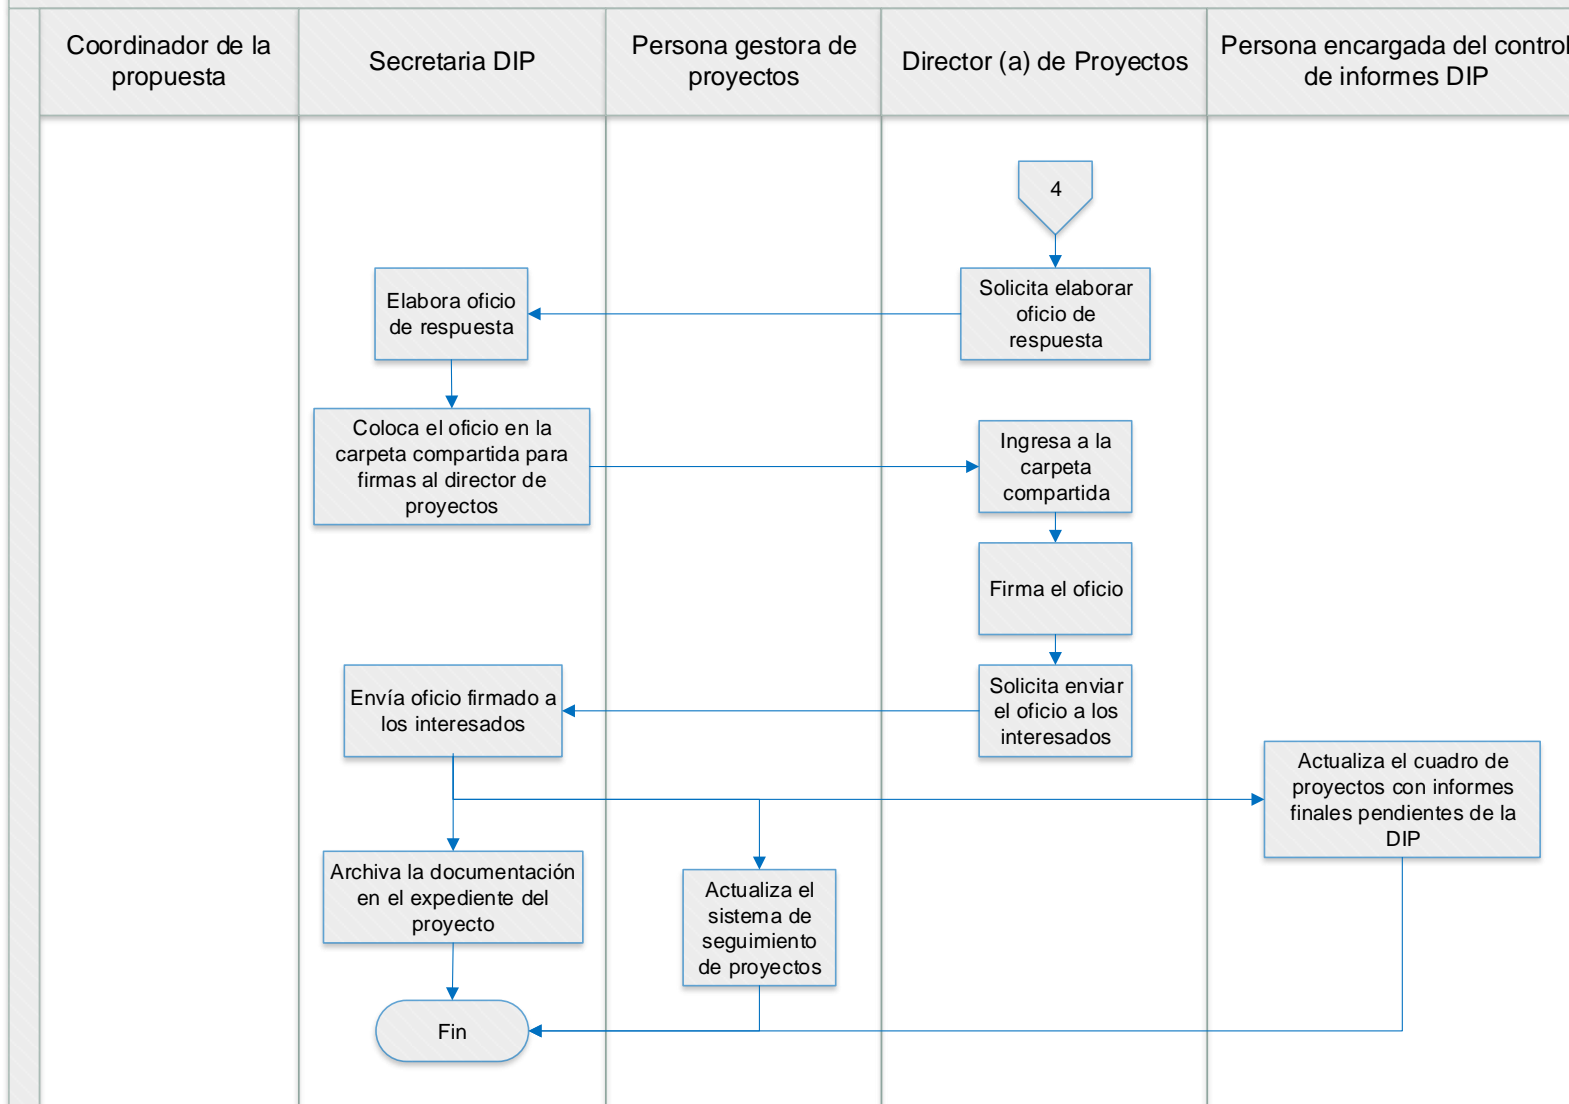 Coordinador de la
propuesta
Secretaria DIP
Persona gestora de
proyectos
Director (a) de Proyectos
Persona encargada del control
de informes DIP
4
Solicita elaborar
oficio de
respuesta
Elabora oficio
de respuesta
Coloca el oficio en la
carpeta compartida para
firmas al director de
proyectos
Ingresa a la
carpeta
compartida
Firma el oficio
Solicita enviar
el oficio a los
interesados
Envía oficio firmado a
los interesados
Actualiza el cuadro de
proyectos con informes
finales pendientes de la
DIP
Archiva la documentación
en el expediente del
proyecto
Actualiza el
sistema de
seguimiento
de proyectos
Fin